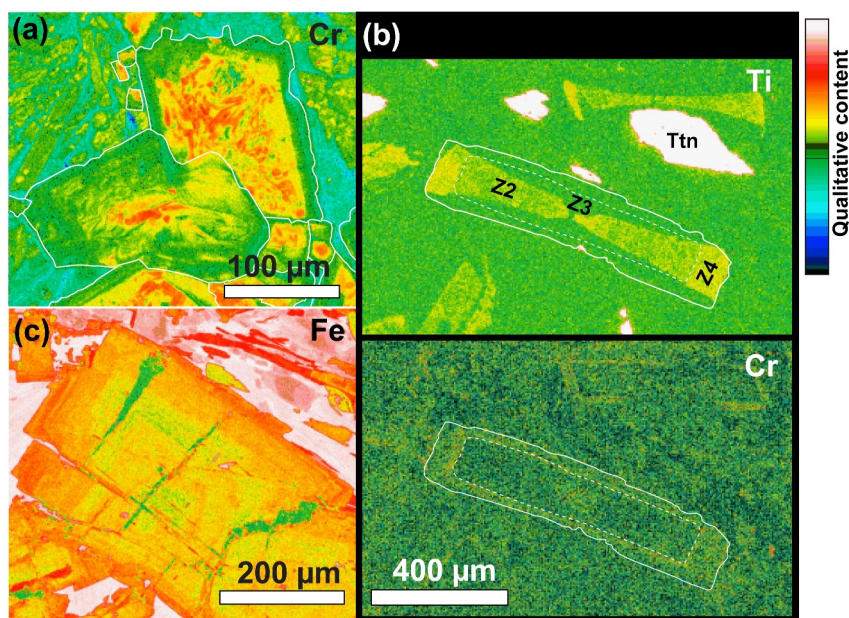 (a)
Cr
100 µm
(b)
Ti
Ttn
Z2
Z3
Z4
Qualitative content
(c)
Fe
200 µm
Cr
400 µm